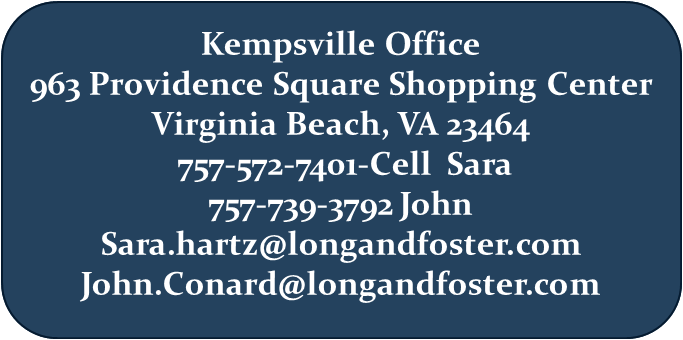 Kempsville Office
963 Providence Square Shopping Center
Virginia Beach, VA 23464
757-572-7401-Cell  Sara
757-739-3792 John
Sara.hartz@longandfoster.com
John.Conard@longandfoster.com